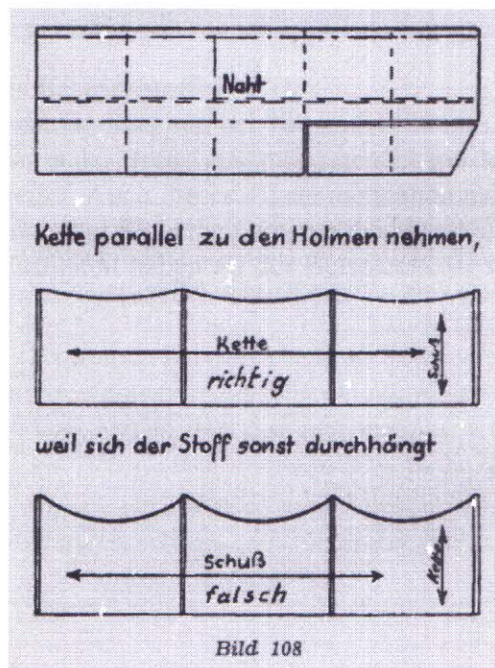 Naht
Kette parallel zu den Holmen nehmen,
Kette
richtig
Schuß
weil sich der Stoff sonst durchhängt
Schuß
falsch
Kette
Bild 108